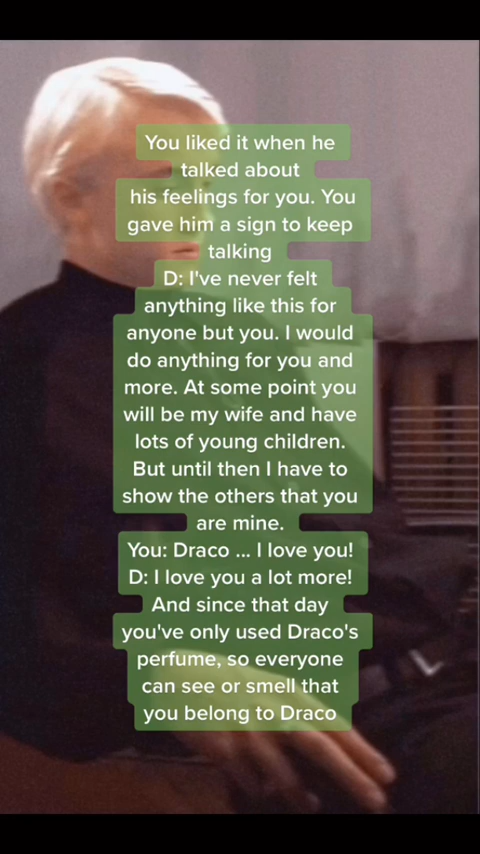 You liked it when he
talked about
his feelings for you. You
gave him a sign to keep
talking
D: I've never felt
anything like this for
anyone but you. I would
do anything for you and
more. At some point you
will be my wife and have
lots of young children.
But until then I have to
show the others that you
are mine.
You: Draco ... I love you!
D: I love you a lot more!
And since that day
you've only used Draco's
perfume, so everyone
can see or smell that
you belong to Draco